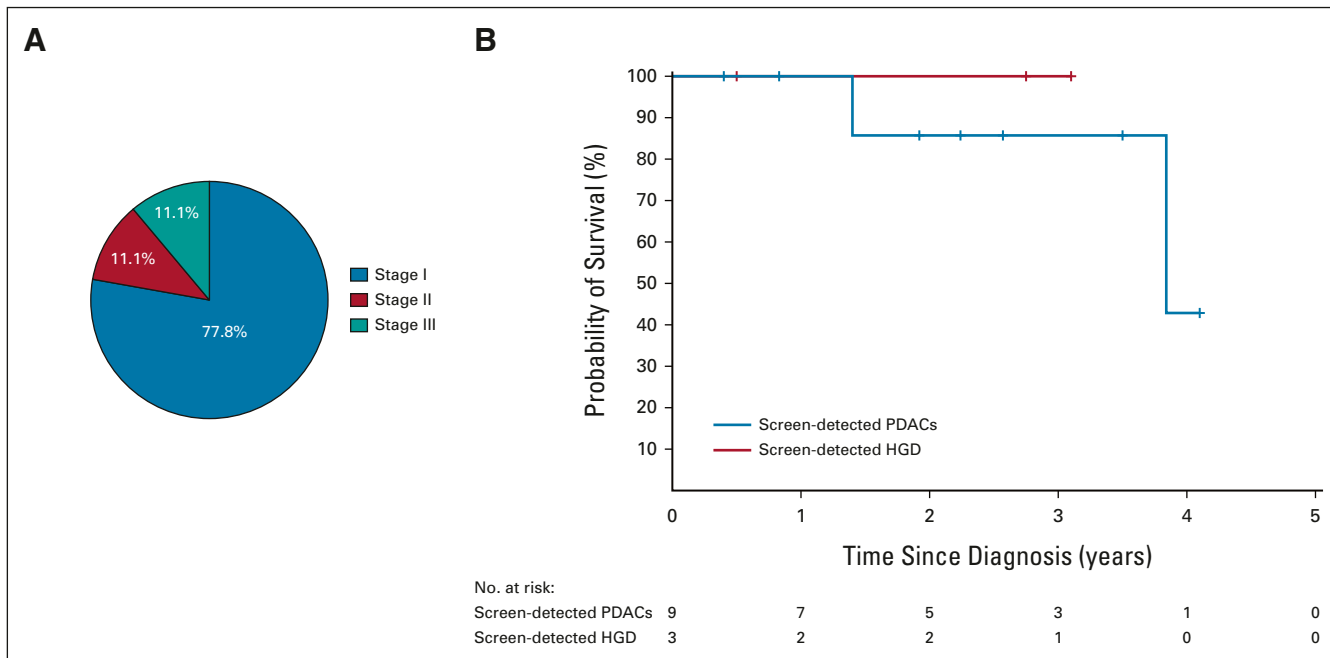 A
11.1%
11.1%
77.8%
Stage I
Stage II
Stage III
B
Probability of Survival (%)
100
90
80
70
60
50
40
30
20
10
Screen-detected PDACs
Screen-detected HGD
0 1 2 3 4 5
Time Since Diagnosis (years)
No. at risk:
Screen-detected PDACs 9 7 5 3 1 0
Screen-detected HGD 3 2 2 1 0 0